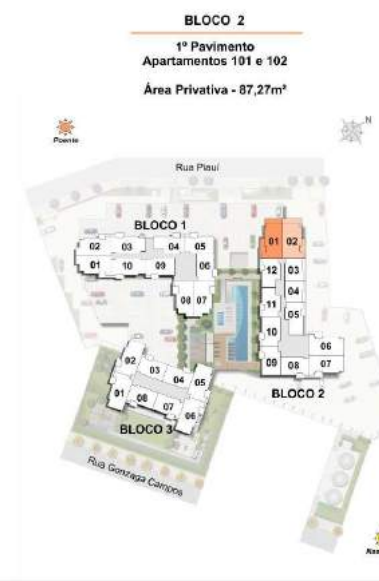 BLOCO 2
1º Pavimento
Apartamentos 101 e 102
Área Privativa - 87,27m²
Poente
N
Rua Piauí
BLOCO 1
02 03 04 05
01 10 09 06
08 07
01 02
12 03
04
11 05
10
06
09 08 07
BLOCO 2
02
03
04 05
01 08 07 06
BLOCO 3
Rua Gonzaga Campos